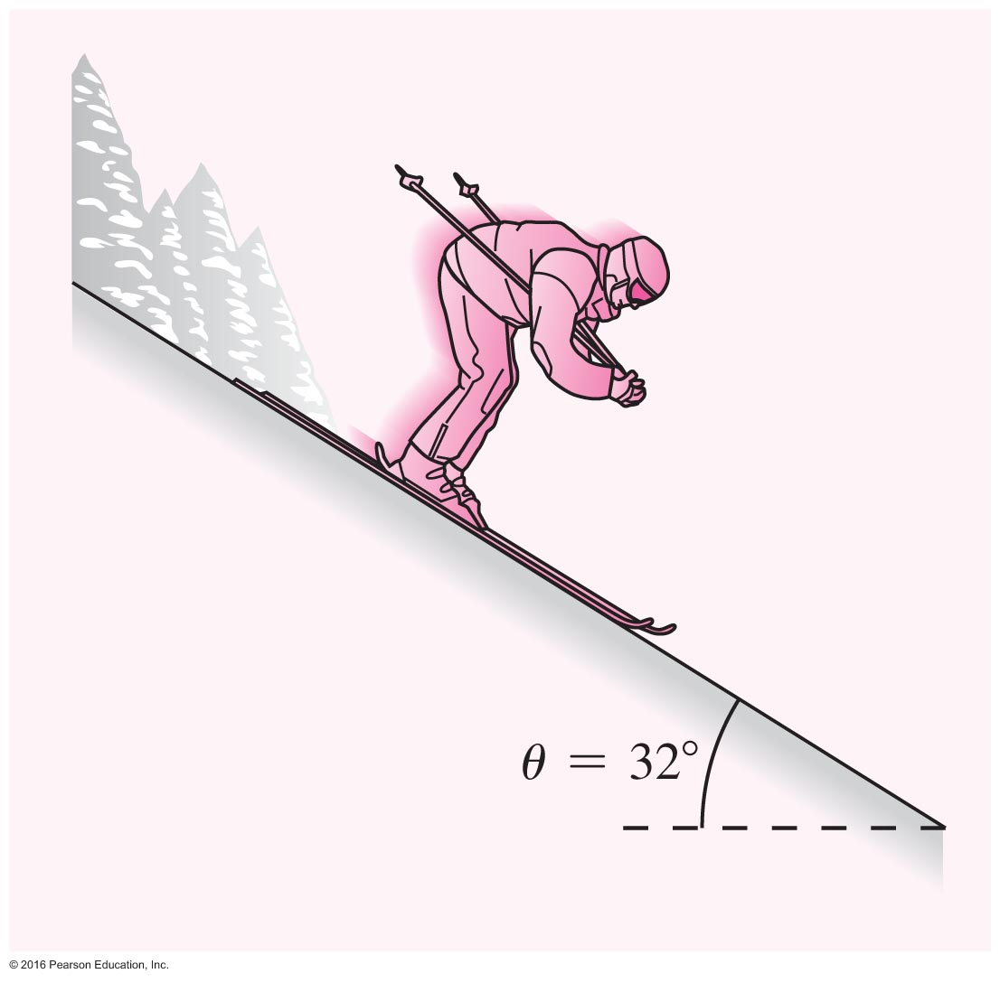 θ = 32°
© 2016 Pearson Education, Inc.